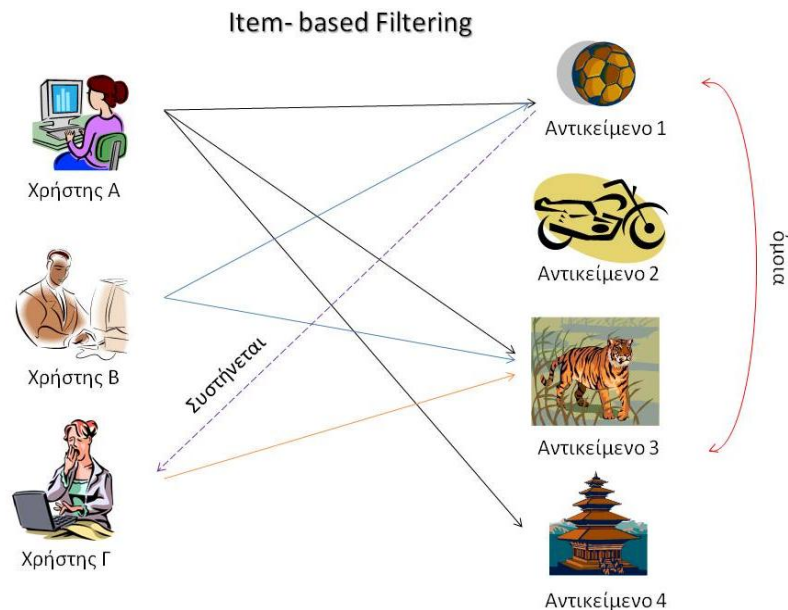 Item- based Filtering
Χρήστης Α
Αντικείμενο 1
Χρήστης Β
Αντικείμενο 2
όμοια
Συστήνεται
Χρήστης Γ
Αντικείμενο 3
Αντικείμενο 4